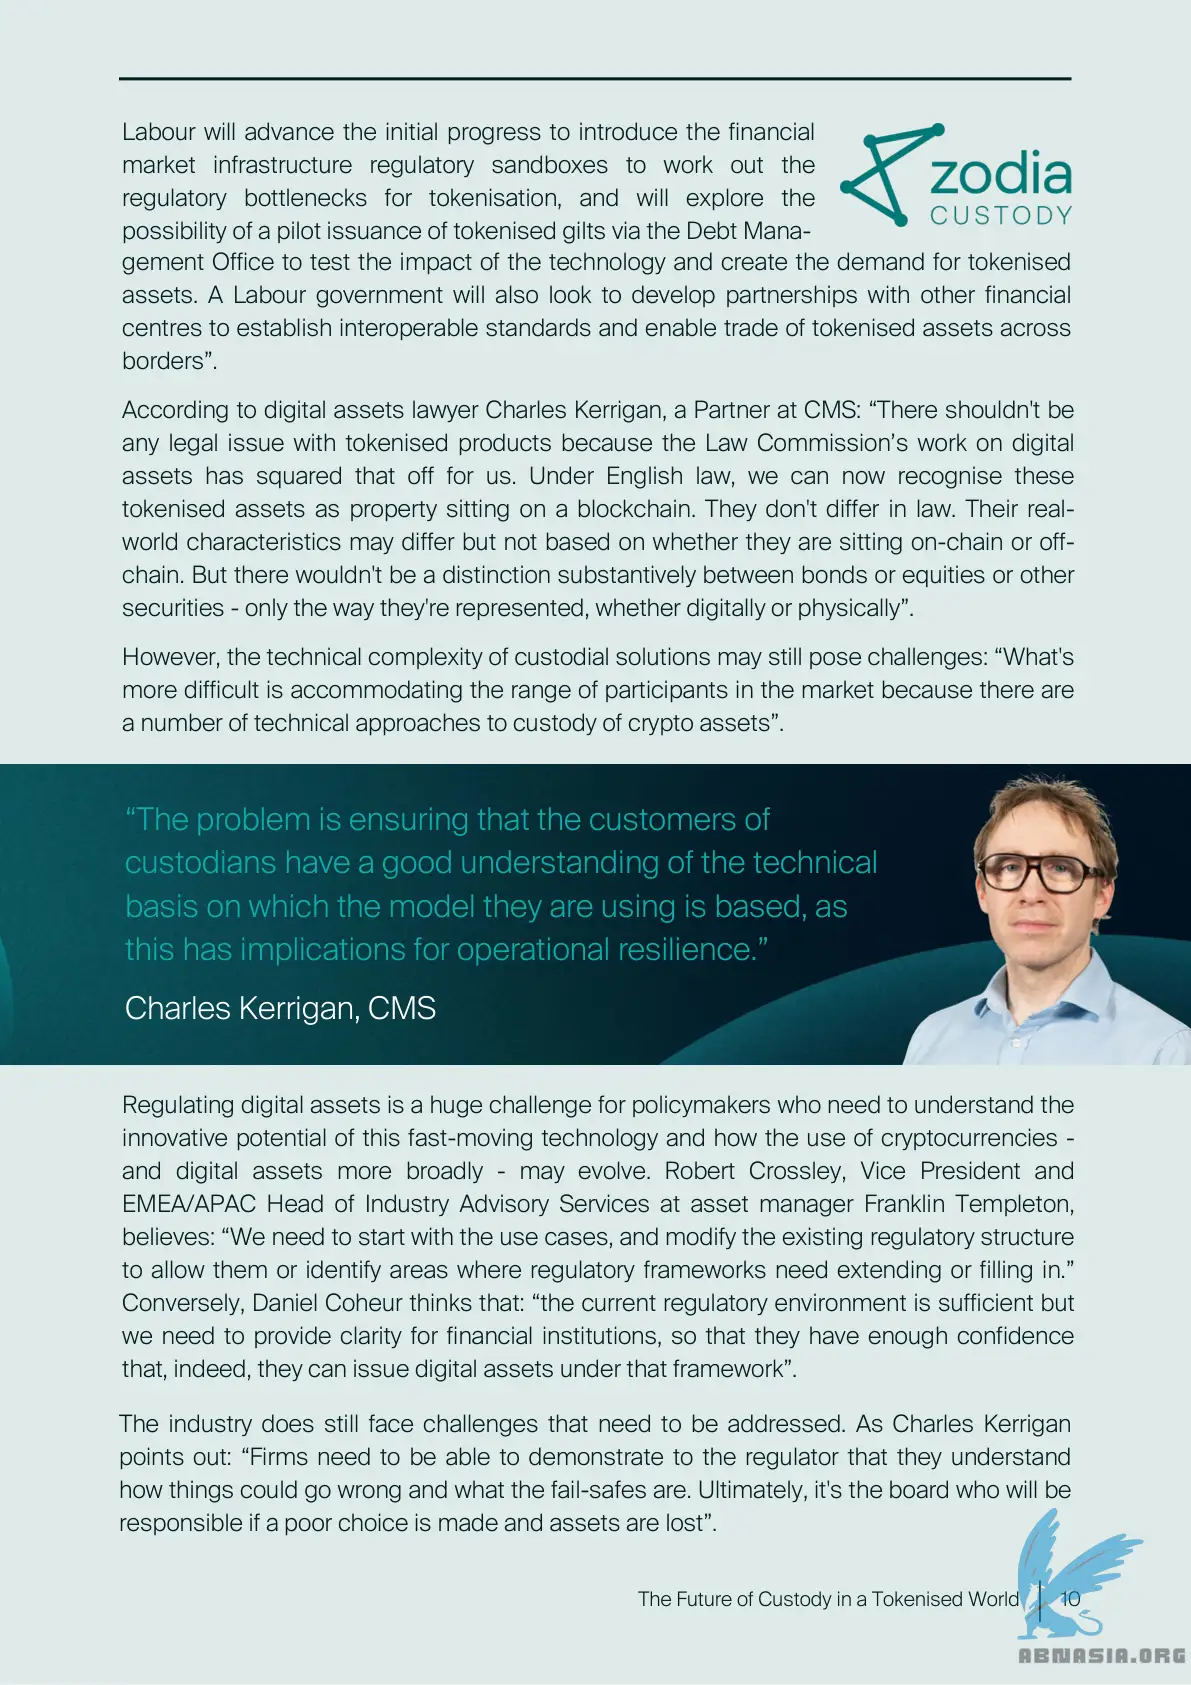 Labour will advance the initial progress to introduce the financial
market infrastructure regulatory sandboxes to work out the
regulatory bottlenecks for tokenisation, and will explore the
possibility of a pilot issuance of tokenised gilts via the Debt Mana-
zodia
CUSTODY
gement Office to test the impact of the technology and create the demand for tokenised
assets. A Labour government will also look to develop partnerships with other financial
centres to establish interoperable standards and enable trade of tokenised assets across
borders”.
According to digital assets lawyer Charles Kerrigan, a Partner at CMS: “There shouldn't be
any legal issue with tokenised products because the Law Commission’s work on digital
assets has squared that off for us. Under English law, we can now recognise these
tokenised assets as property sitting on a blockchain. They don't differ in law. Their real-
world characteristics may differ but not based on whether they are sitting on-chain or off-
chain. But there wouldn't be a distinction substantively between bonds or equities or other
securities - only the way they're represented, whether digitally or physically”.
However, the technical complexity of custodial solutions may still pose challenges: “What's
more difficult is accommodating the range of participants in the market because there are
a number of technical approaches to custody of crypto assets”.
“The problem is ensuring that the customers of
custodians have a good understanding of the technical
basis on which the model they are using is based, as
this has implications for operational resilience.”
Charles Kerrigan, CMS
Regulating digital assets is a huge challenge for policymakers who need to understand the
innovative potential of this fast-moving technology and how the use of cryptocurrencies -
and digital assets more broadly - may evolve. Robert Crossley, Vice President and
EMEA/APAC Head of Industry Advisory Services at asset manager Franklin Templeton,
believes: “We need to start with the use cases, and modify the existing regulatory structure
to allow them or identify areas where regulatory frameworks need extending or filling in.”
Conversely, Daniel Coheur thinks that: “the current regulatory environment is sufficient but
we need to provide clarity for financial institutions, so that they have enough confidence
that, indeed, they can issue digital assets under that framework”.
The industry does still face challenges that need to be addressed. As Charles Kerrigan
points out: “Firms need to be able to demonstrate to the regulator that they understand
how things could go wrong and what the fail-safes are. Ultimately, it's the board who will be
responsible if a poor choice is made and assets are lost”.
The Future of Custody in a Tokenised World | 10
ABNASIA.ORG